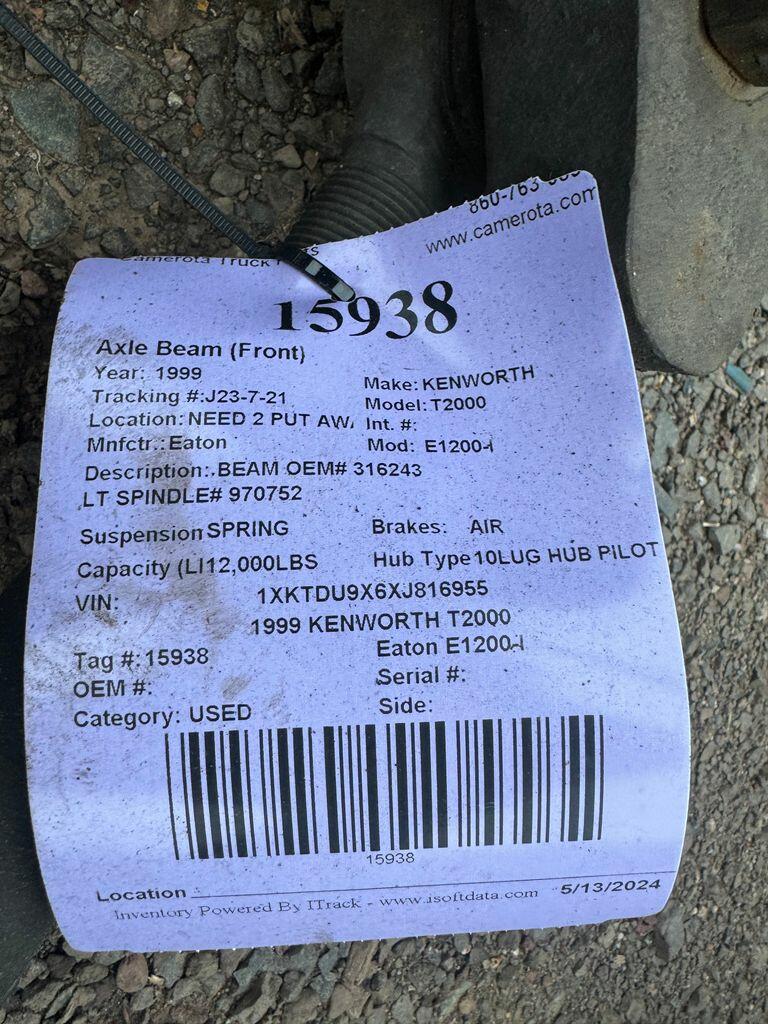 860-763-
www.camerota.com
Camerota Truck
15938
Axle Beam (Front)
Year: 1999
Make: KENWORTH
Tracking #:J23-7-21
Model: T2000
Location: NEED 2 PUT AW
Int. #:
Mnfctr.: Eaton
Mod: E1200-I
Description:.BEAM OEM# 316243
LT SPINDLE# 970752
Suspension SPRING
Brakes: AIR
Capacity (LI12,000LBS
Hub Type10LUG HUB PILOT
VIN: 1XKTDU9X6XJ816955
1999 KENWORTH T2000
Tag #: 15938
Eaton E1200-I
OEM #:
Serial #:
Category: USED
Side:
15938
Location
5/13/2024
Inventory Powered By ITrack - www.isoftdata.com